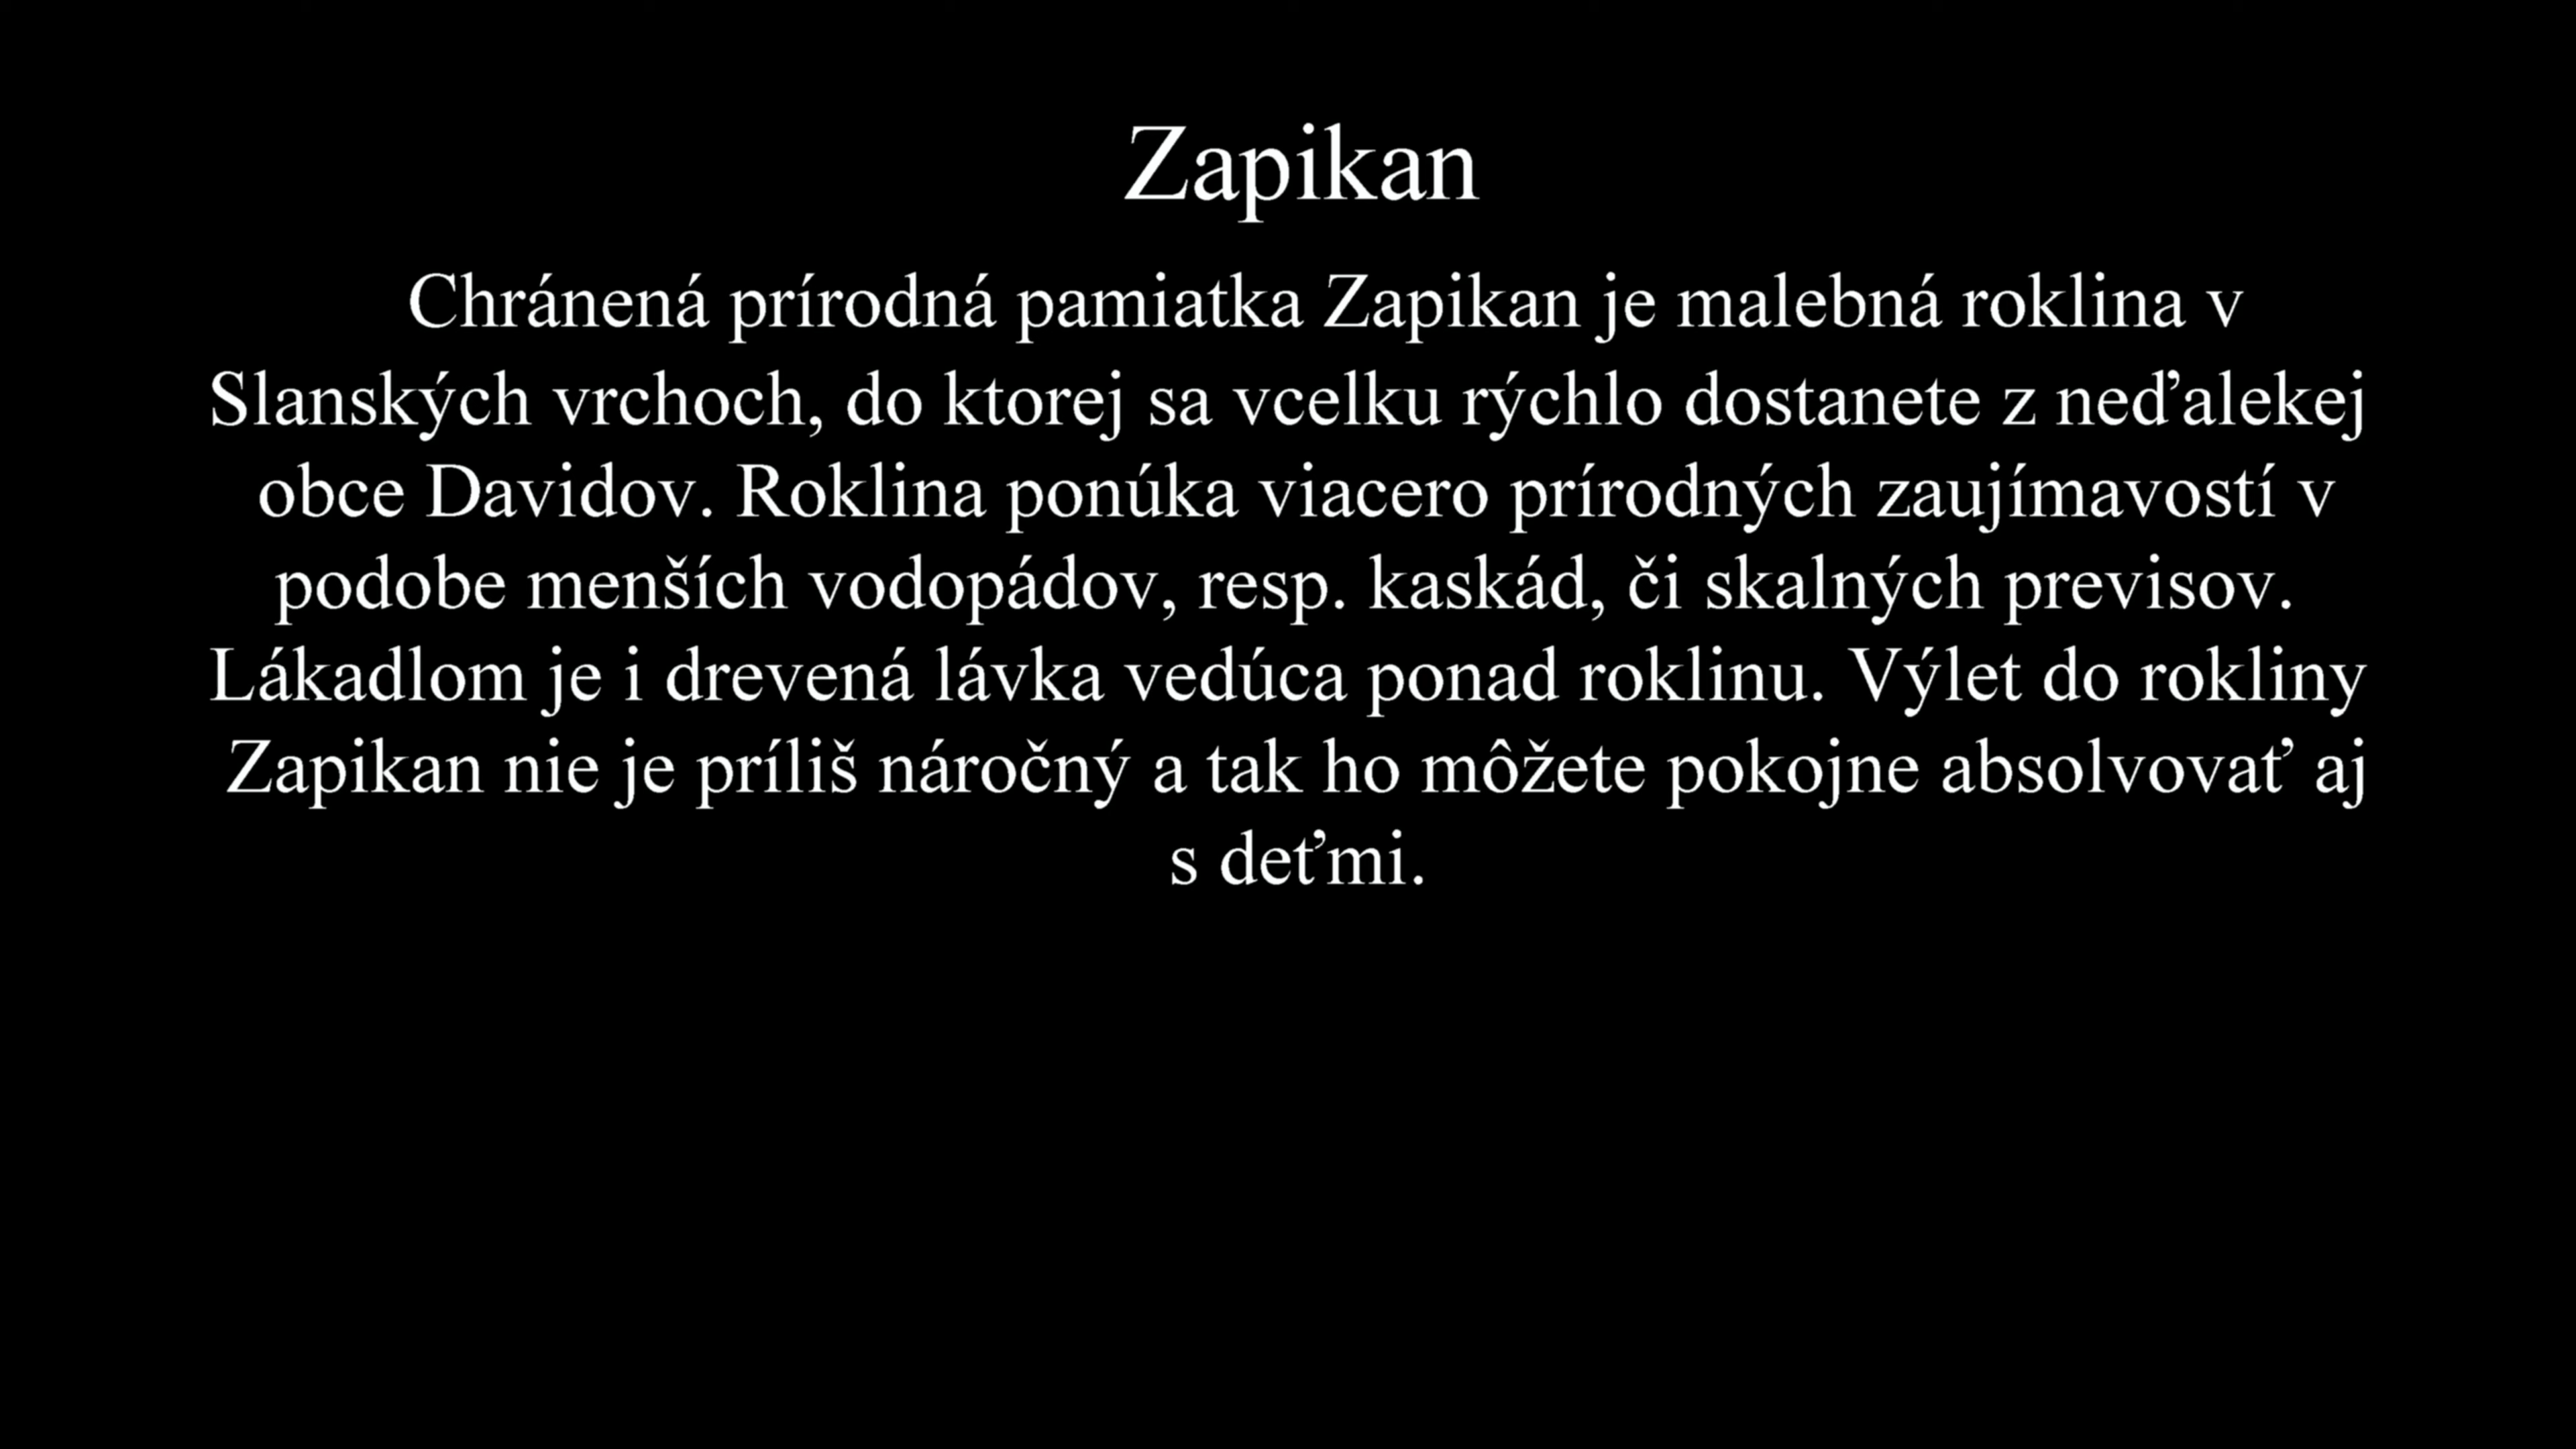 Zapikan
Chránená prírodná pamiatka Zapikan je malebná roklina v
Slanských vrchoch, do ktorej sa vcelku rýchlo dostanete z neďalekej
obce Davidov. Roklina ponúka viacero prírodných zaujímavostí v
podobe menších vodopádov, resp. kaskád, či skalných previsov.
Lákadlom je i drevená lávka vedúca ponad roklinu. Výlet do rokliny
Zapikan nie je príliš náročný a tak ho môžete pokojne absolvovať aj
s deťmi.